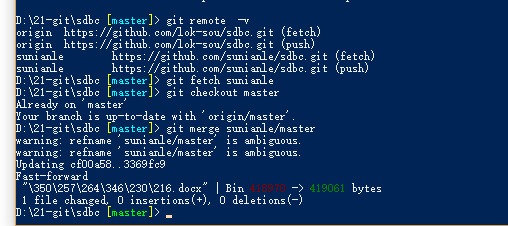 D:\21-git\sdbc [master]> git remote -v
origin https://github.com/lok-sou/sdbc.git (fetch)
origin https://github.com/lok-sou/sdbc.git (push)
sunianle https://github.com/sunianle/sdbc.git (fetch)
sunianle https://github.com/sunianle/sdbc.git (push)
D:\21-git\sdbc [master]> git fetch sunianle
D:\21-git\sdbc [master]> git checkout master
Already on 'master'
Your branch is up-to-date with 'origin/master'.
D:\21-git\sdbc [master]> git merge sunianle/master
warning: refname 'sunianle/master' is ambiguous.
warning: refname 'sunianle/master' is ambiguous.
Updating cf00a58..3369fc9
Fast-forward
"\350\257\264\346\230\216.docx" | Bin -> 419061 bytes
1 file changed, 0 insertions(+), 0 deletions(-)
D:\21-git\sdbc [master]>